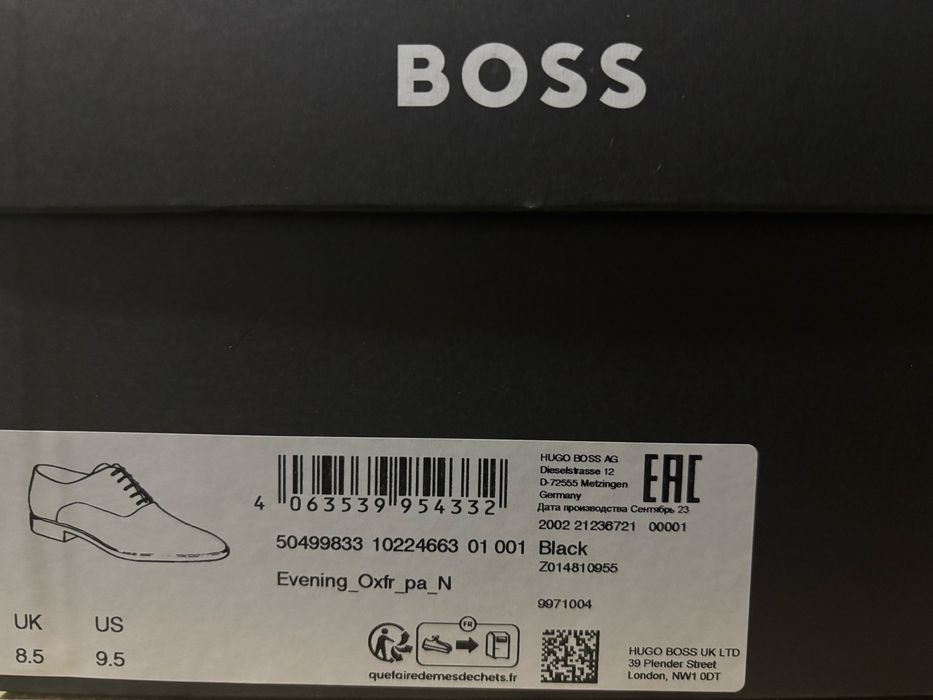 BOSS
4 063539 954332
50499833 10224663 01 001
Evening_Oxfr_pa_N
HUGO BOSS AG
Dieselstrasse 12
D-72555 Metzingen
Germany
EAC
Дата производства Сентябрь 23
2002 21236721 00001
Black
Z014810955
9971004
UK US
8.5 9.5
FR
quefairedemesdechets.fr
HUGO BOSS UK LTD
39 Plender Street
London, NW1 0DT